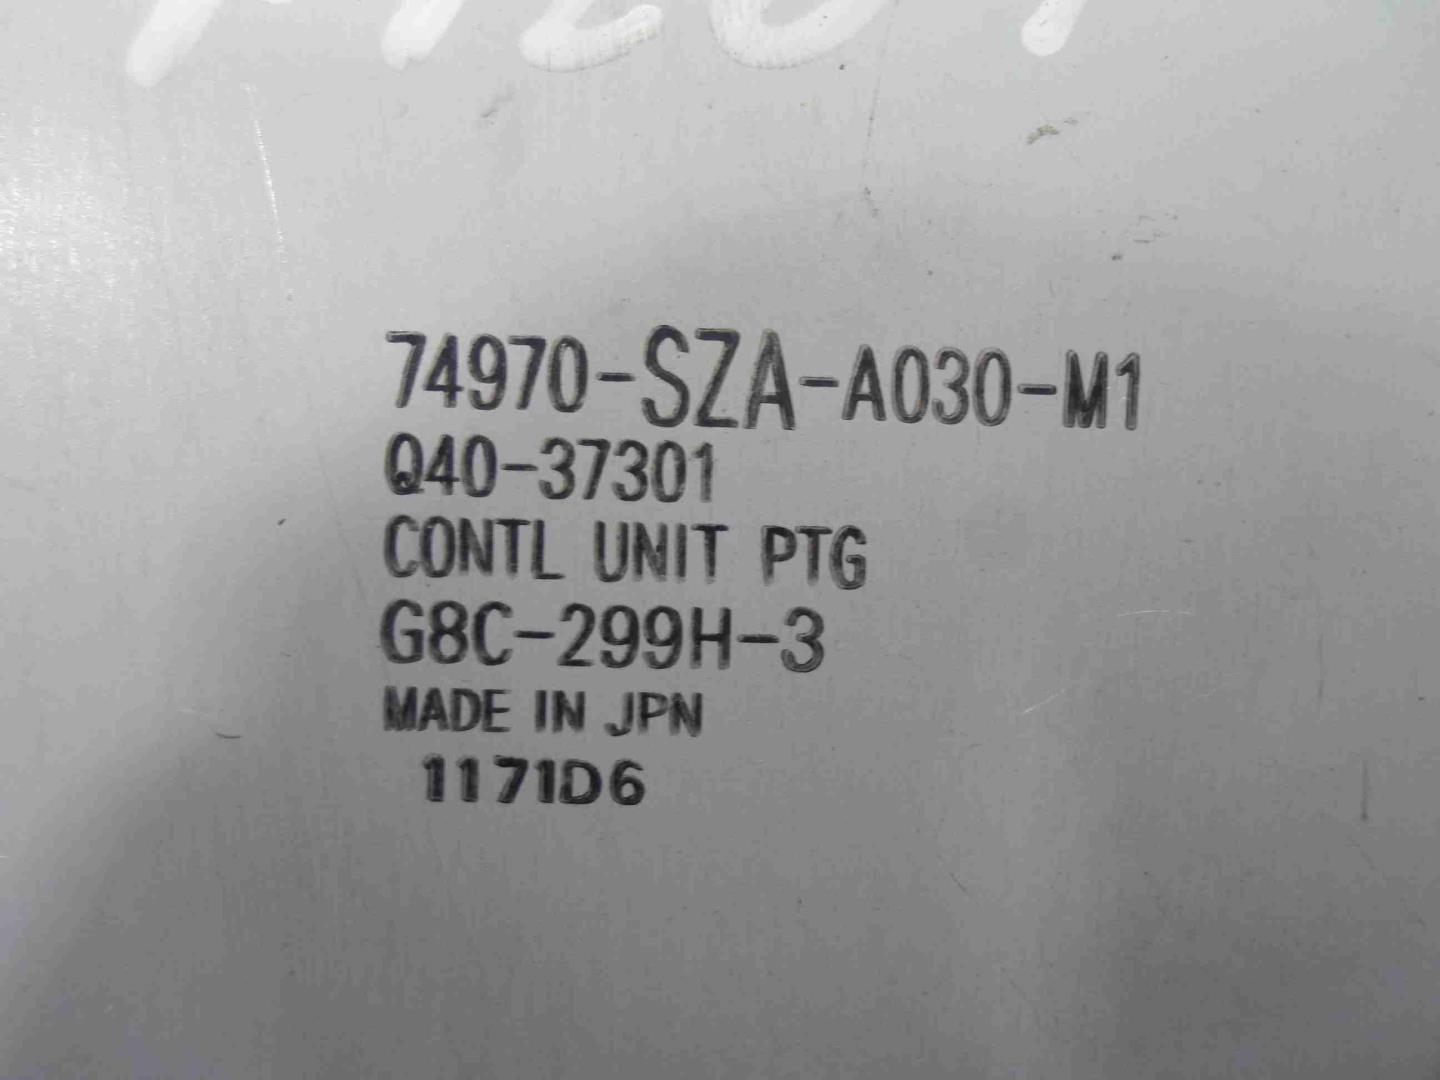 74970-SZA-A030-M1
Q40-37301
CONTL UNIT PTG
G8C-299H-3
MADE IN JPN
1171D6